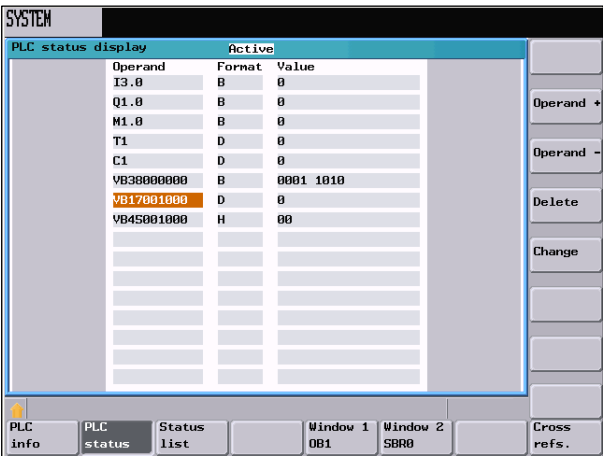 SYSTEM
PLC status display Active
Operand Format Value
I3.0 B 0
Q1.0 B 0
M1.0 B 0
T1 D 0
C1 D 0
VB38000000 B 0001 1010
VB17001000 D 0
VB45001000 H 00
Operand +
Operand -
Delete
Change
PLC info
PLC status
Status list
Window 1 OB1
Window 2 SBR0
Cross refs.